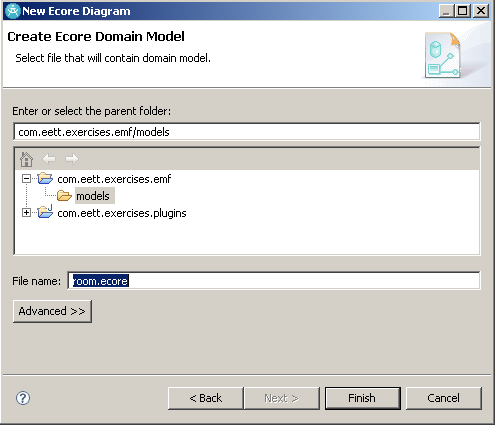 New Ecore Diagram
Create Ecore Domain Model
Select file that will contain domain model.
Enter or select the parent folder:
com.eett.exercises.emf/models
com.eett.exercises.emf
models
com.eett.exercises.plugins
File name: room.ecore
Advanced >>
? < Back Next > Finish Cancel